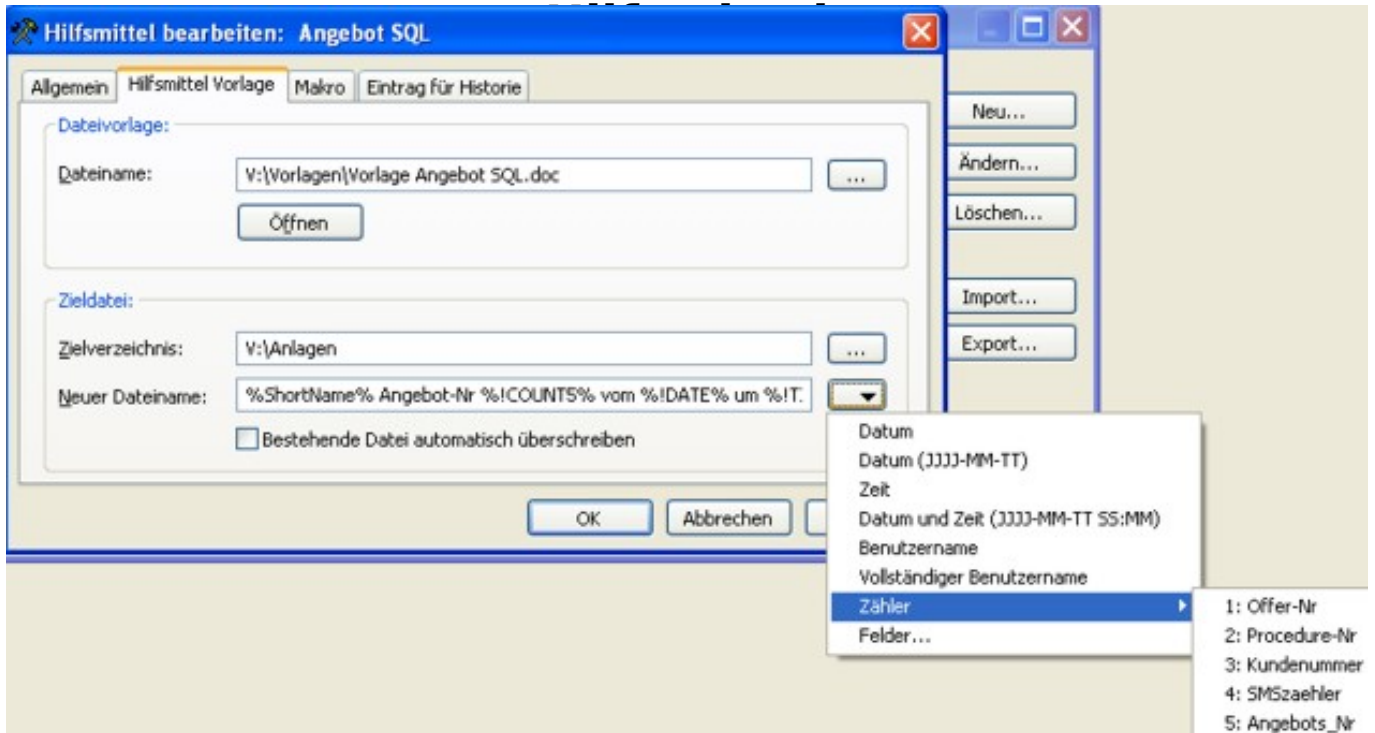 Hilfsmittel bearbeiten: Angebot SQL
Allgemein Hilfsmittel Vorlage Makro Eintrag für Historie
Neu...
Dateivorlage:
Ändern...
Dateiname: V:\Vorlagen\Vorlage Angebot SQL.doc ...
Öffnen
Löschen...
Zieldatei:
Import...
Zielverzeichnis: V:\Anlagen ...
Export...
Neuer Dateiname: %ShortName% Angebot-Nr %!COUNT5% vom %!DATE% um %!T
Bestehende Datei automatisch überschreiben
OK Abbrechen
Datum
Datum (JJJJ-MM-TT)
Zeit
Datum und Zeit (JJJJ-MM-TT SS:MM)
Benutzername
Vollständiger Benutzername
Zähler
Felder...
1: Offer-Nr
2: Procedure-Nr
3: Kundenummer
4: SMSzaehler
5: Angebots_Nr